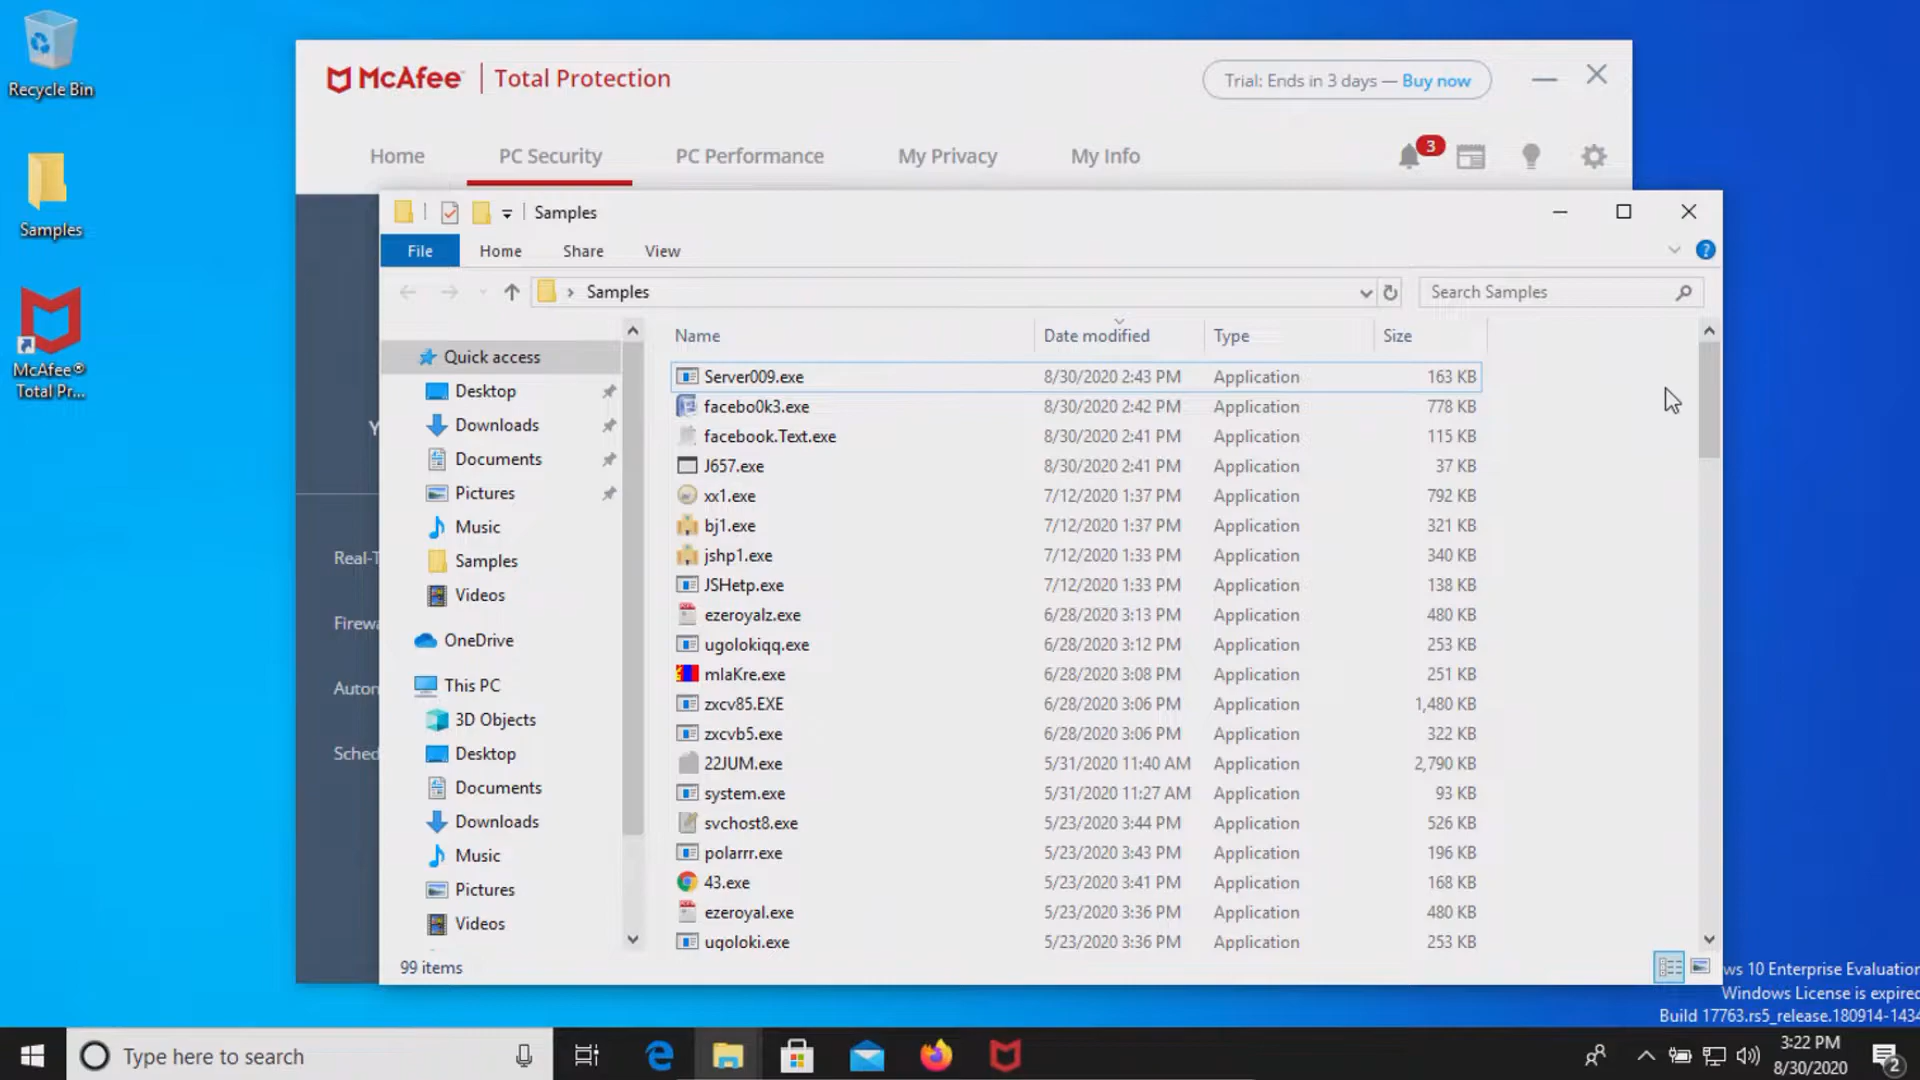 Recycle Bin
Samples
McAfee®
Total Pr...
McAfee™ Total Protection
Trial: Ends in 3 days — Buy now
Home PC Security PC Performance My Privacy My Info
3
Samples
File Home Share View
Samples
Search Samples
Name Date modified Type Size
Quick access
Desktop
Downloads
Documents
Pictures
Music
Samples
Videos
OneDrive
This PC
3D Objects
Desktop
Documents
Downloads
Music
Pictures
Videos
Server009.exe 8/30/2020 2:43 PM Application 163 KB
facebo0k3.exe 8/30/2020 2:42 PM Application 778 KB
facebook.Text.exe 8/30/2020 2:41 PM Application 115 KB
J657.exe 8/30/2020 2:41 PM Application 37 KB
xx1.exe 7/12/2020 1:37 PM Application 792 KB
bj1.exe 7/12/2020 1:37 PM Application 321 KB
jshp1.exe 7/12/2020 1:33 PM Application 340 KB
JSHetp.exe 7/12/2020 1:33 PM Application 138 KB
ezeroyalz.exe 6/28/2020 3:13 PM Application 480 KB
ugolokiqq.exe 6/28/2020 3:12 PM Application 253 KB
mlaKre.exe 6/28/2020 3:08 PM Application 251 KB
zxcv85.EXE 6/28/2020 3:06 PM Application 1,480 KB
zxcvb5.exe 6/28/2020 3:06 PM Application 322 KB
22JUM.exe 5/31/2020 11:40 AM Application 2,790 KB
system.exe 5/31/2020 11:27 AM Application 93 KB
svchost8.exe 5/23/2020 3:44 PM Application 526 KB
polarrr.exe 5/23/2020 3:43 PM Application 196 KB
43.exe 5/23/2020 3:41 PM Application 168 KB
ezeroyal.exe 5/23/2020 3:36 PM Application 480 KB
ugoloki.exe 5/23/2020 3:36 PM Application 253 KB
Y
Real-T
Firewa
Autom
Sched
99 items
ws 10 Enterprise Evaluation
Windows License is expired
Build 17763.rs5_release.180914-1434
Type here to search
3:22 PM
8/30/2020
2